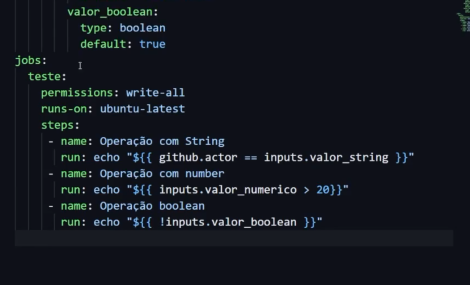 valor_boolean:
type: boolean
default: true
jobs:
teste:
permissions: write-all
runs-on: ubuntu-latest
steps:
- name: Operação com String
run: echo "${{ github.actor == inputs.valor_string }}"
- name: Operação com number
run: echo "${{ inputs.valor_numerico > 20}}"
- name: Operação boolean
run: echo "${{ !inputs.valor_boolean }}"